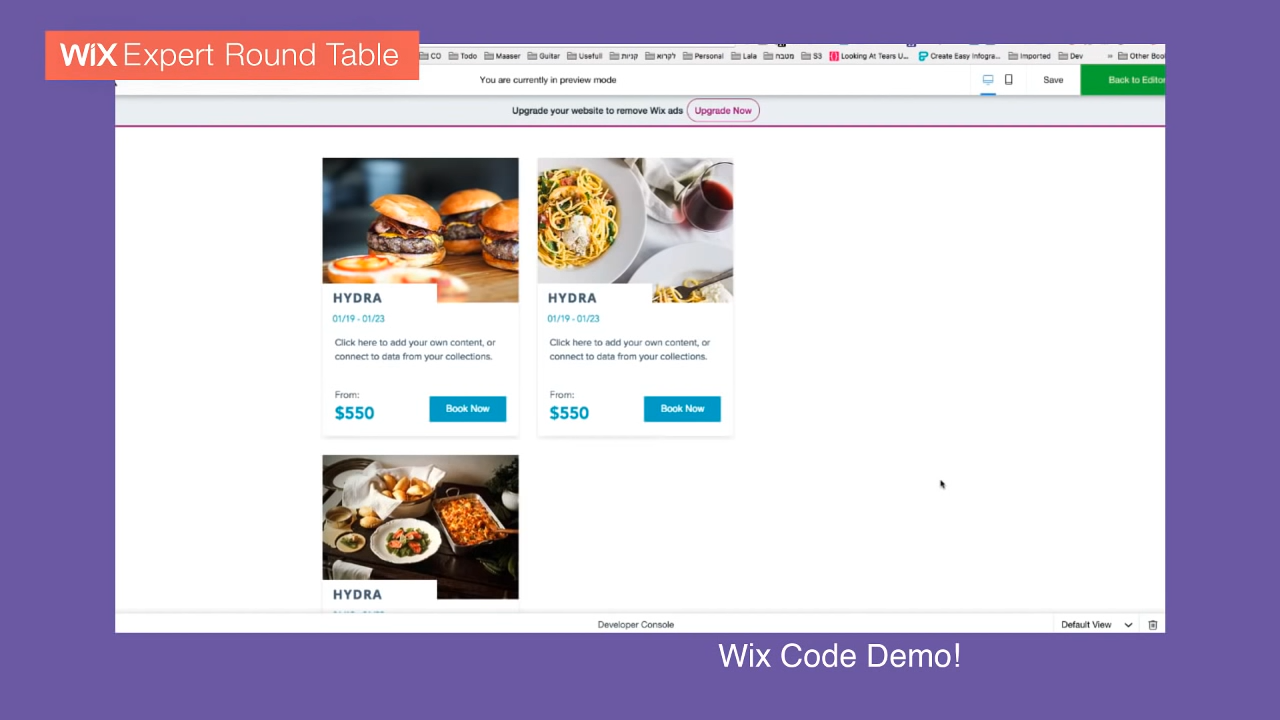 WiX Expert Round Table
CO Todo Maaser Guitar Usefull קניות לקרוא Personal Lala מטבח S3 Looking At Tears U... Create Easy Infogra... Imported Dev » Other Boo
You are currently in preview mode
Save
Back to Editor
Upgrade your website to remove Wix ads Upgrade Now
HYDRA
01/19 - 01/23
Click here to add your own content, or
connect to data from your collections.
From:
$550
Book Now
HYDRA
01/19 - 01/23
Click here to add your own content, or
connect to data from your collections.
From:
$550
Book Now
HYDRA
Developer Console
Default View
Wix Code Demo!